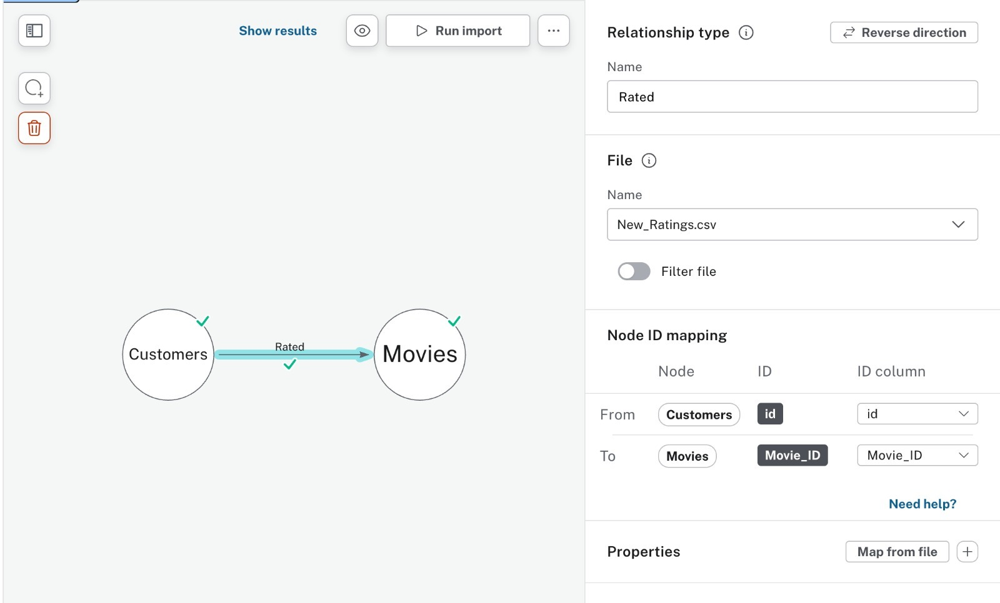 Show results
Run import
Relationship type
Reverse direction
Name
Rated
File
Name
New_Ratings.csv
Filter file
Customers
Rated
Movies
Node ID mapping
Node ID ID column
From Customers id id
To Movies Movie_ID Movie_ID
Need help?
Properties
Map from file